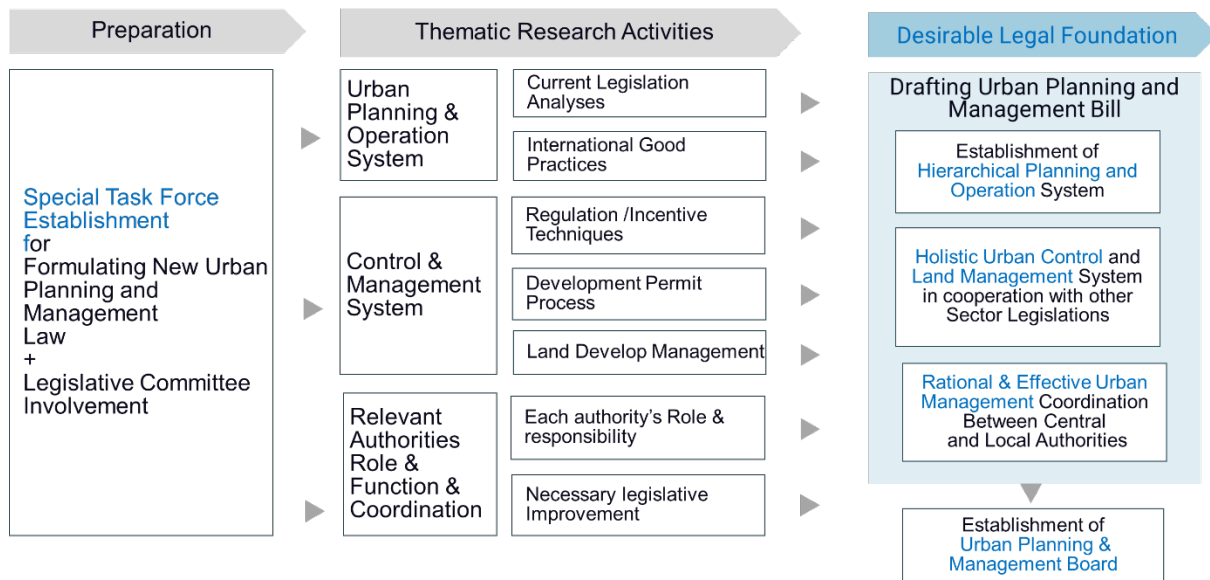 Preparation
Thematic Research Activities
Desirable Legal Foundation
Special Task Force
Establishment
for
Formulating New Urban
Planning and
Management
Law
+
Legislative Committee
Involvement
Urban
Planning &
Operation
System
Current Legislation
Analyses
International Good
Practices
Control &
Management
System
Regulation /Incentive
Techniques
Development Permit
Process
Land Develop Management
Relevant
Authorities
Role &
Function &
Coordination
Each authority's Role &
responsibility
Necessary legislative
Improvement
Drafting Urban Planning and
Management Bill
Establishment of
Hierarchical Planning and
Operation System
Holistic Urban Control and
Land Management System
in cooperation with other
Sector Legislations
Rational & Effective Urban
Management Coordination
Between Central
and Local Authorities
Establishment of
Urban Planning &
Management Board